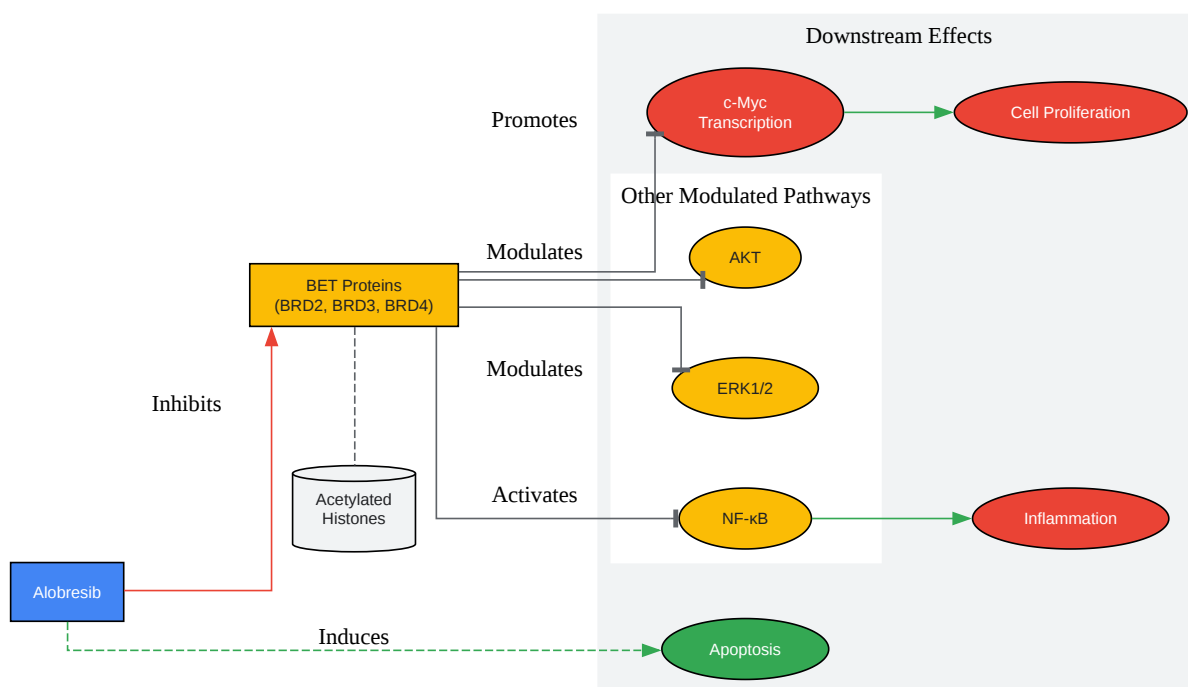 Downstream Effects
c-Myc
Transcription
Cell Proliferation
Promotes
Other Modulated Pathways
Modulates
AKT
BET Proteins
(BRD2, BRD3, BRD4)
Modulates
ERK1/2
Inhibits
Acetylated
Histones
Activates
NF-κB
Inflammation
Alobresib
Induces
Apoptosis